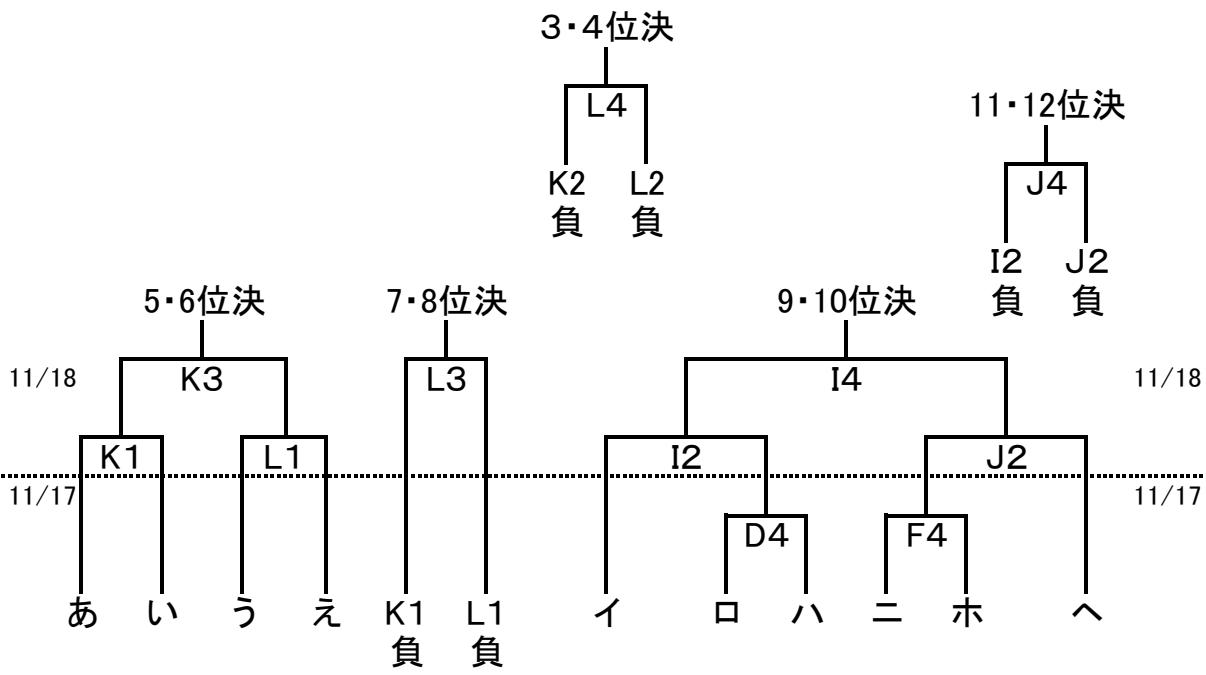 3・4位決
L4
11・12位決
K2 L2
負 負
J4
I2 J2
負 負
5・6位決 7・8位決 9・10位決
11/18 K3 L3 I4 11/18
K1 L1 I2 J2
11/17 11/17
D4 F4
あ い う え K1 L1 イ ロ ハ ニ ホ ヘ
負 負